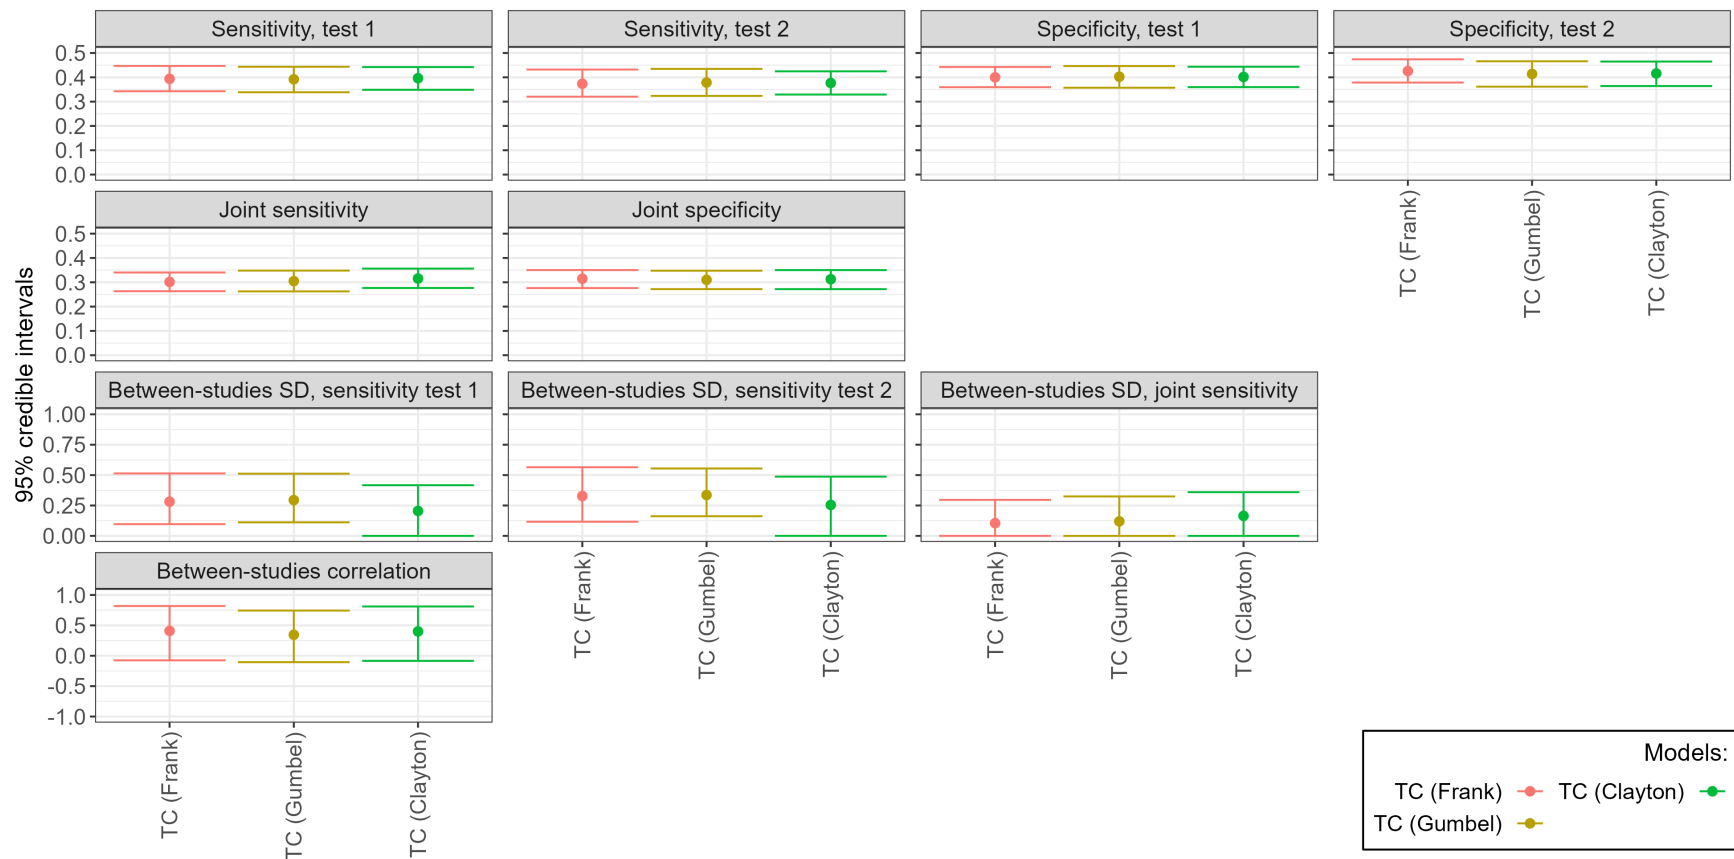 Sensitivity, test 1
Sensitivity, test 2
Specificity, test 1
Specificity, test 2
0.5
0.4
0.3
0.2
0.1
0.0
TC (Frank)
TC (Gumbel)
TC (Clayton)
Joint sensitivity
Joint specificity
0.5
0.4
0.3
0.2
0.1
0.0
95% credible intervals
Between-studies SD, sensitivity test 1
Between-studies SD, sensitivity test 2
Between-studies SD, joint sensitivity
1.00
0.75
0.50
0.25
0.00
TC (Frank)
TC (Gumbel)
TC (Clayton)
TC (Frank)
TC (Gumbel)
TC (Clayton)
Between-studies correlation
1.0
0.5
0.0
-0.5
-1.0
TC (Frank)
TC (Gumbel)
TC (Clayton)
Models:
TC (Frank)
TC (Clayton)
TC (Gumbel)